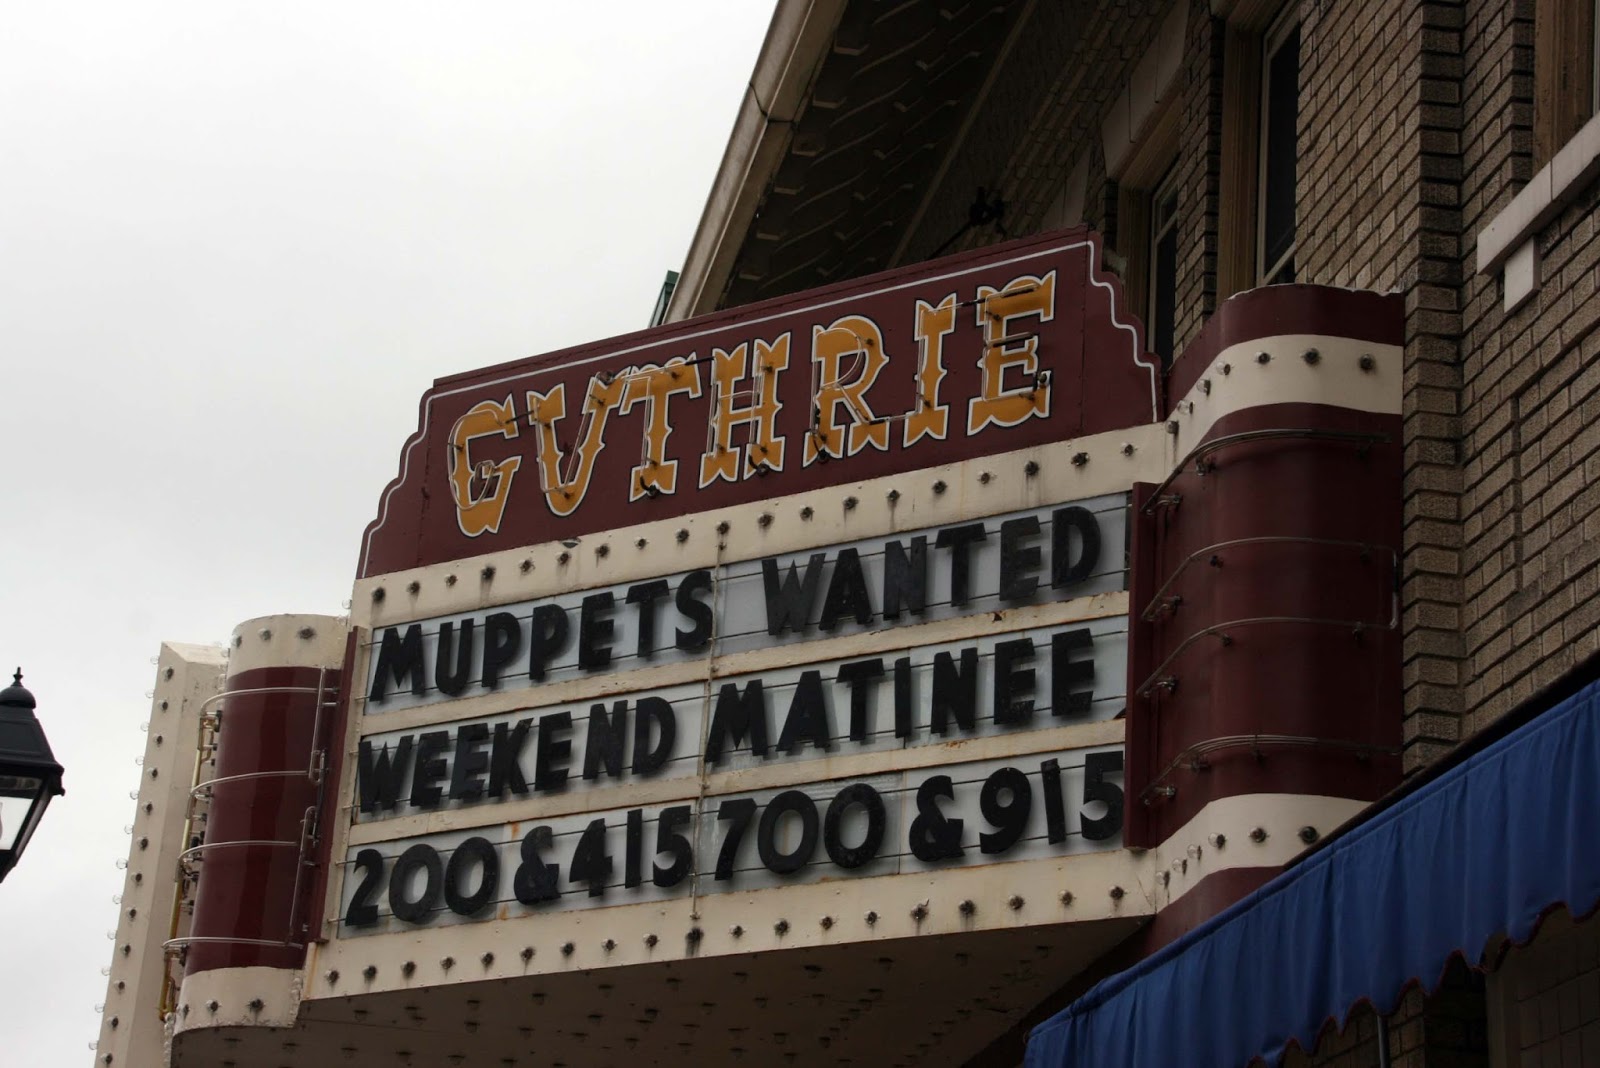 GUTHRIE
MUPPETS WANTED
WEEKEND MATINEE
200 & 415 700 & 915